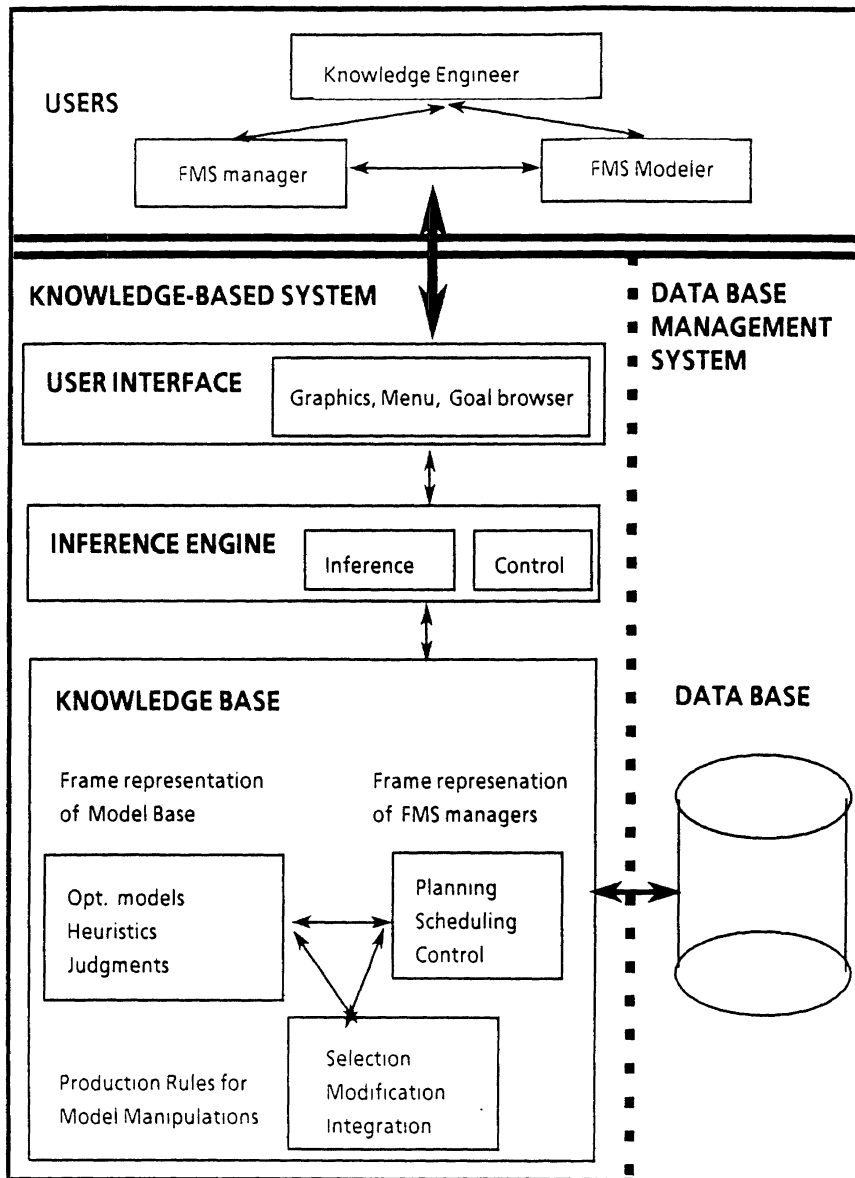 USERS
Knowledge Engineer
FMS manager
FMS Modeler
KNOWLEDGE-BASED SYSTEM
USER INTERFACE
Graphics, Menu, Goal browser
INFERENCE ENGINE
Inference
Control
KNOWLEDGE BASE
Frame representation
of Model Base
Frame represenation
of FMS managers
Opt. models
Heuristics
Judgments
Planning
Scheduling
Control
Production Rules for
Model Manipulations
Selection
Modification
Integration
DATA BASE
MANAGEMENT
SYSTEM
DATA BASE